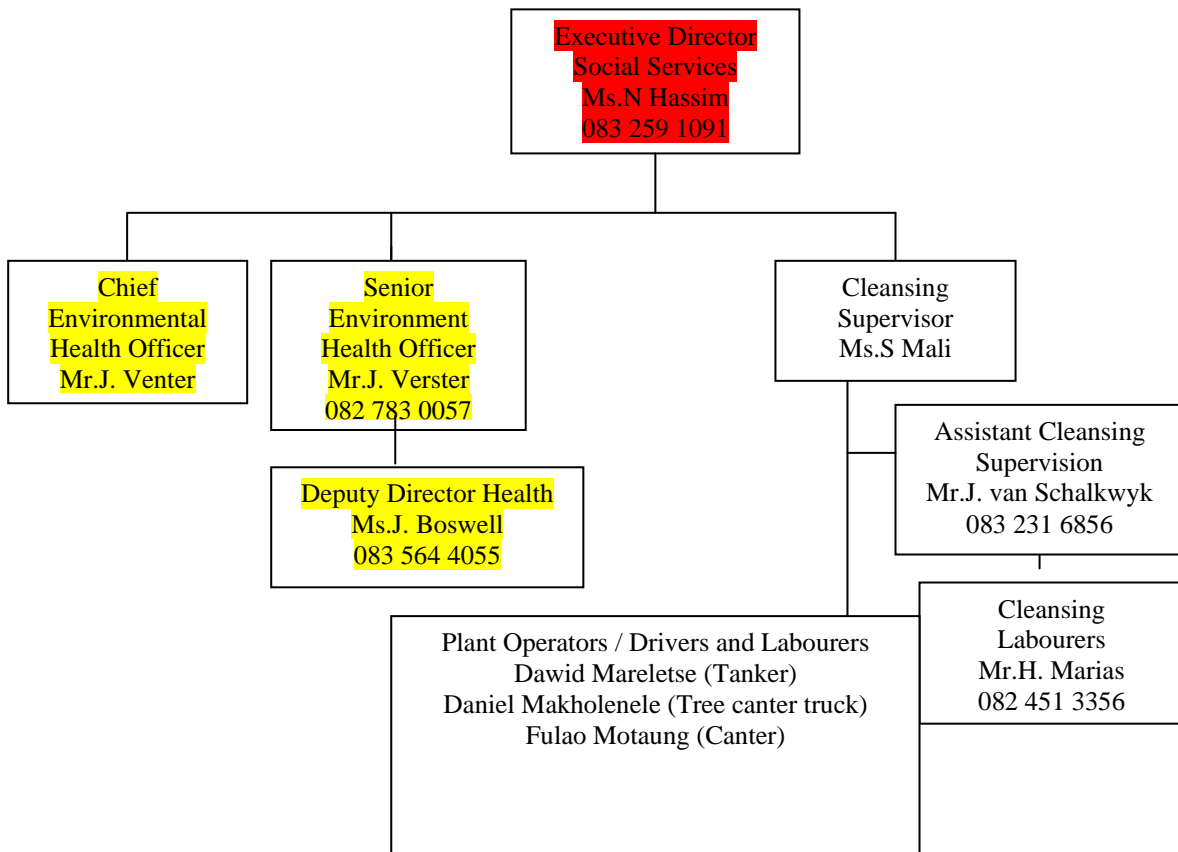 Executive Director
Social Services
Ms.N Hassim
083 259 1091
Chief
Environmental
Health Officer
Mr.J. Venter
Senior
Environment
Health Officer
Mr.J. Verster
082 783 0057
Cleansing
Supervisor
Ms.S Mali
Assistant Cleansing
Supervision
Mr.J. van Schalkwyk
083 231 6856
Deputy Director Health
Ms.J. Boswell
083 564 4055
Cleansing
Labourers
Mr.H. Marias
082 451 3356
Plant Operators / Drivers and Labourers
Dawid Mareletse (Tanker)
Daniel Makholenele (Tree canter truck)
Fulao Motaung (Canter)